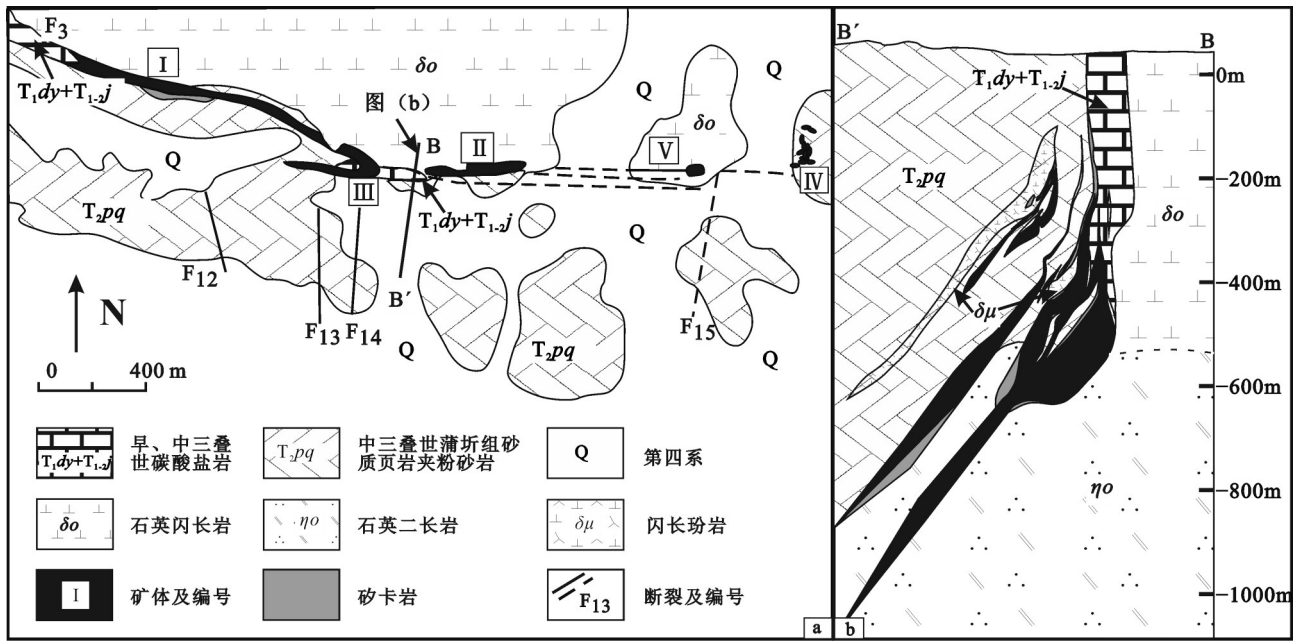 F3
I
T1dy+T1-2j
δo
图（b）
Q
δo
Q
B
II
V
IV
Q
III
T1dy+T1-2j
T2pq
F12
B′
Q
F13
F14
Q
F15
T2pq
Q
N
0 400 m
T1dy+T1-2j
早、中三叠
世碳酸盐岩
T2pq
中三叠世蒲圻组砂
质页岩夹粉砂岩
Q
第四系
δo
石英闪长岩
ηo
石英二长岩
δμ
闪长玢岩
I
矿体及编号
矽卡岩
F13
断裂及编号
a
B′
B
T1dy+T1-2j
0m
T2pq
−200m
δo
δμ
−400m
−600m
ηo
−800m
−1000m
b